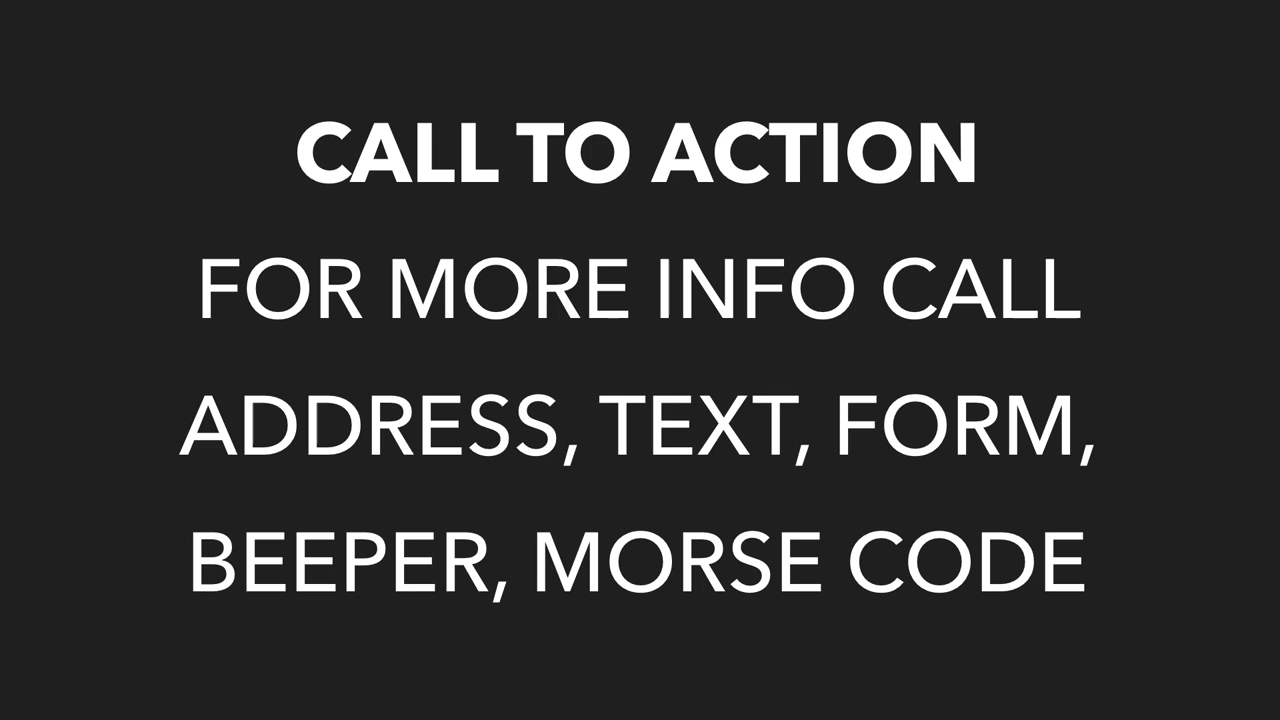 CALL TO ACTION
FOR MORE INFO CALL
ADDRESS, TEXT, FORM,
BEEPER, MORSE CODE